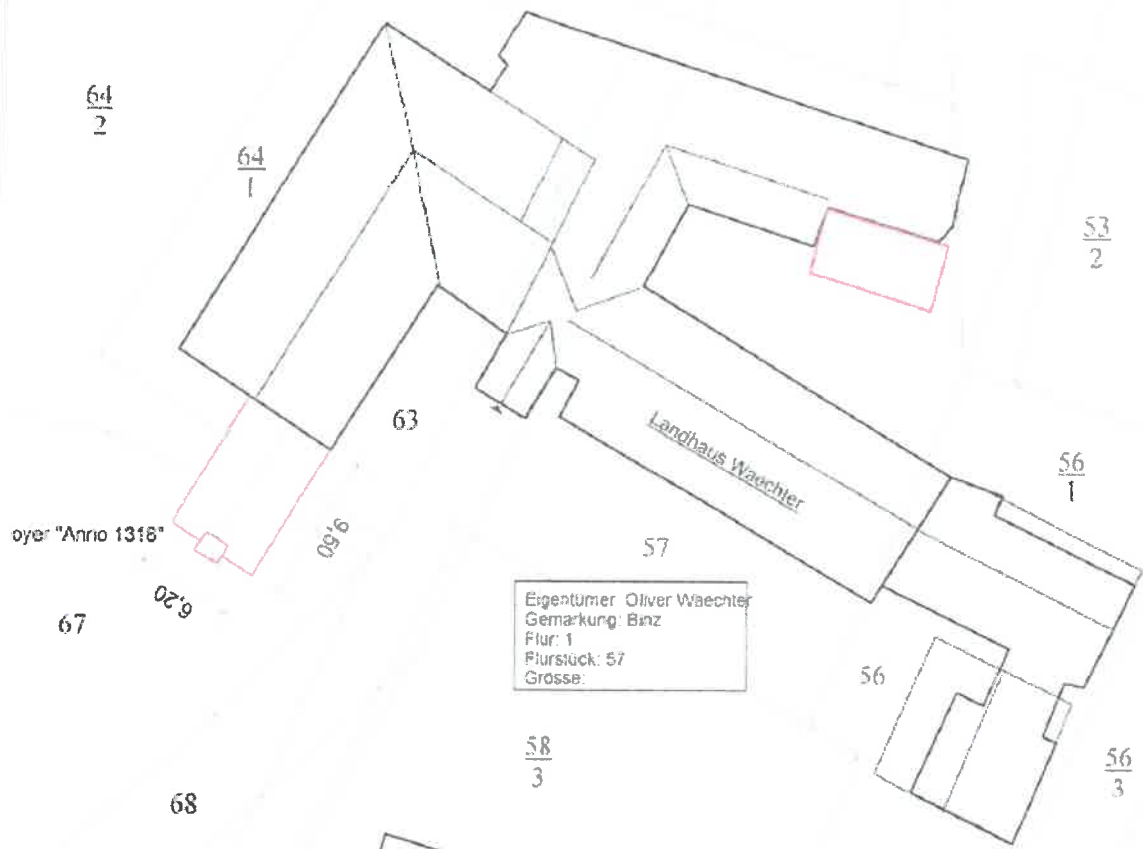 64
2
64
1
53
2
63
Landhaus Waechter
56
1
oyer "Anno 1318"
9,50
57
6,20
67
Eigentümer Oliver Waechter
Gemarkung: Binz
Flur: 1
Flurstück: 57
Grösse:
56
58
3
56
3
68